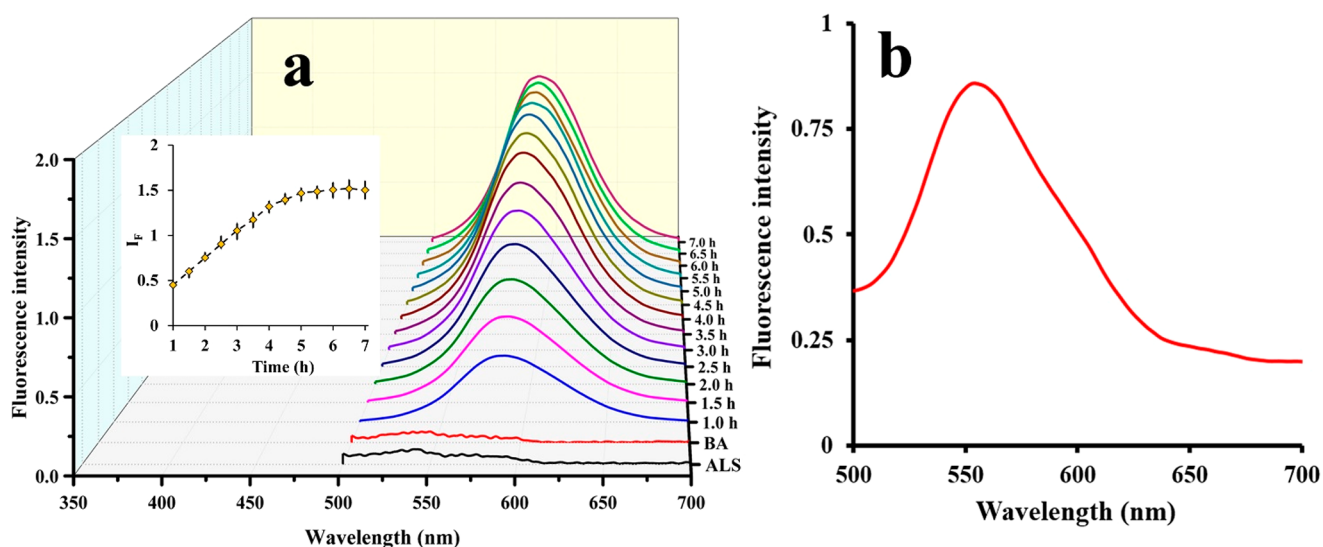 a
Fluorescence intensity
2.0
1.5
1.0
0.5
0.0
350
400
450
500
550
600
650
700
Wavelength (nm)
7.0 h
6.5 h
6.0 h
5.5 h
5.0 h
4.5 h
4.0 h
3.5 h
3.0 h
2.5 h
2.0 h
1.5 h
1.0 h
BA
ALS
IF
2
1.5
1
0.5
0
1 2 3 4 5 6 7
Time (h)
b
Fluorescence intensity
1
0.75
0.5
0.25
0
500 550 600 650 700
Wavelength (nm)